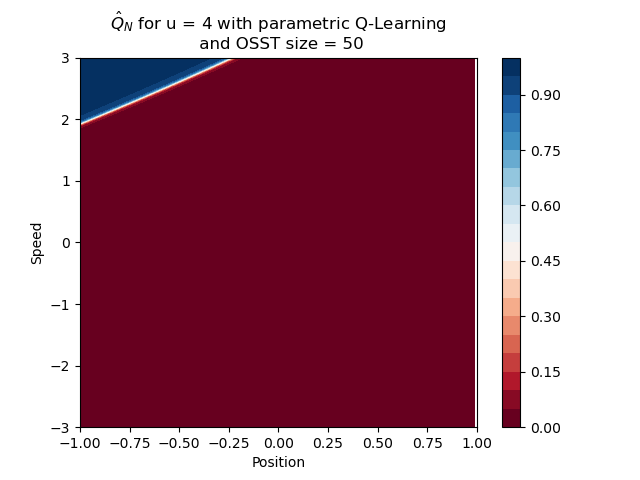 $\hat{Q}_N$ for u = 4 with parametric Q-Learning
and OSST size = 50
3
2
1
0
−1
−2
−3
Speed
−1.00 −0.75 −0.50 −0.25 0.00 0.25 0.50 0.75 1.00
Position
0.90
0.75
0.60
0.45
0.30
0.15
0.00